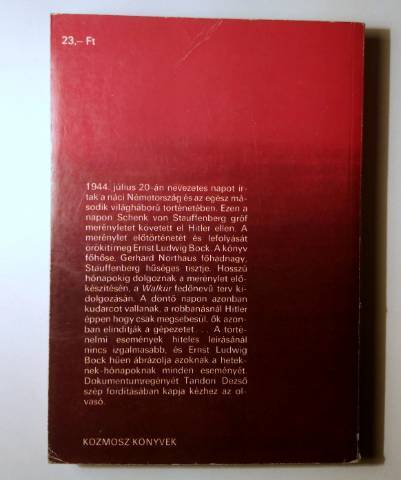 23,– Ft
1944. július 20-án nevezetes napot ír-
tak a náci Németország és az egész má-
sodik világháború történetében. Ezen a
napon Schenk von Stauffenberg gróf
merényletet követett el Hitler ellen. A
merénylet előtörténetét és lefolyását
örökíti meg Ernst Ludwig Bock. A könyv
főhőse, Gerhard Northaus főhadnagy,
Stauffenberg hűséges tisztje. Hosszú
hónapokig dolgoznak a merénylet elő-
készítésén, a Walkür fedőnevű terv ki-
dolgozásán. A döntő napon azonban
kudarcot vallanak, a robbanásnál Hitler
éppen hogy csak megsebesül, ők azon-
ban elindítják a gépezetet... A törté-
nelmi események hiteles leírásánál
nincs izgalmasabb, és Ernst Ludwig
Bock hűen ábrázolja azoknak a hetek-
nek-hónapoknak minden eseményét.
Dokumentumregényét Tandori Dezső
szép fordításában kapja kézhez az ol-
vasó.
KOZMOSZ KÖNYVEK